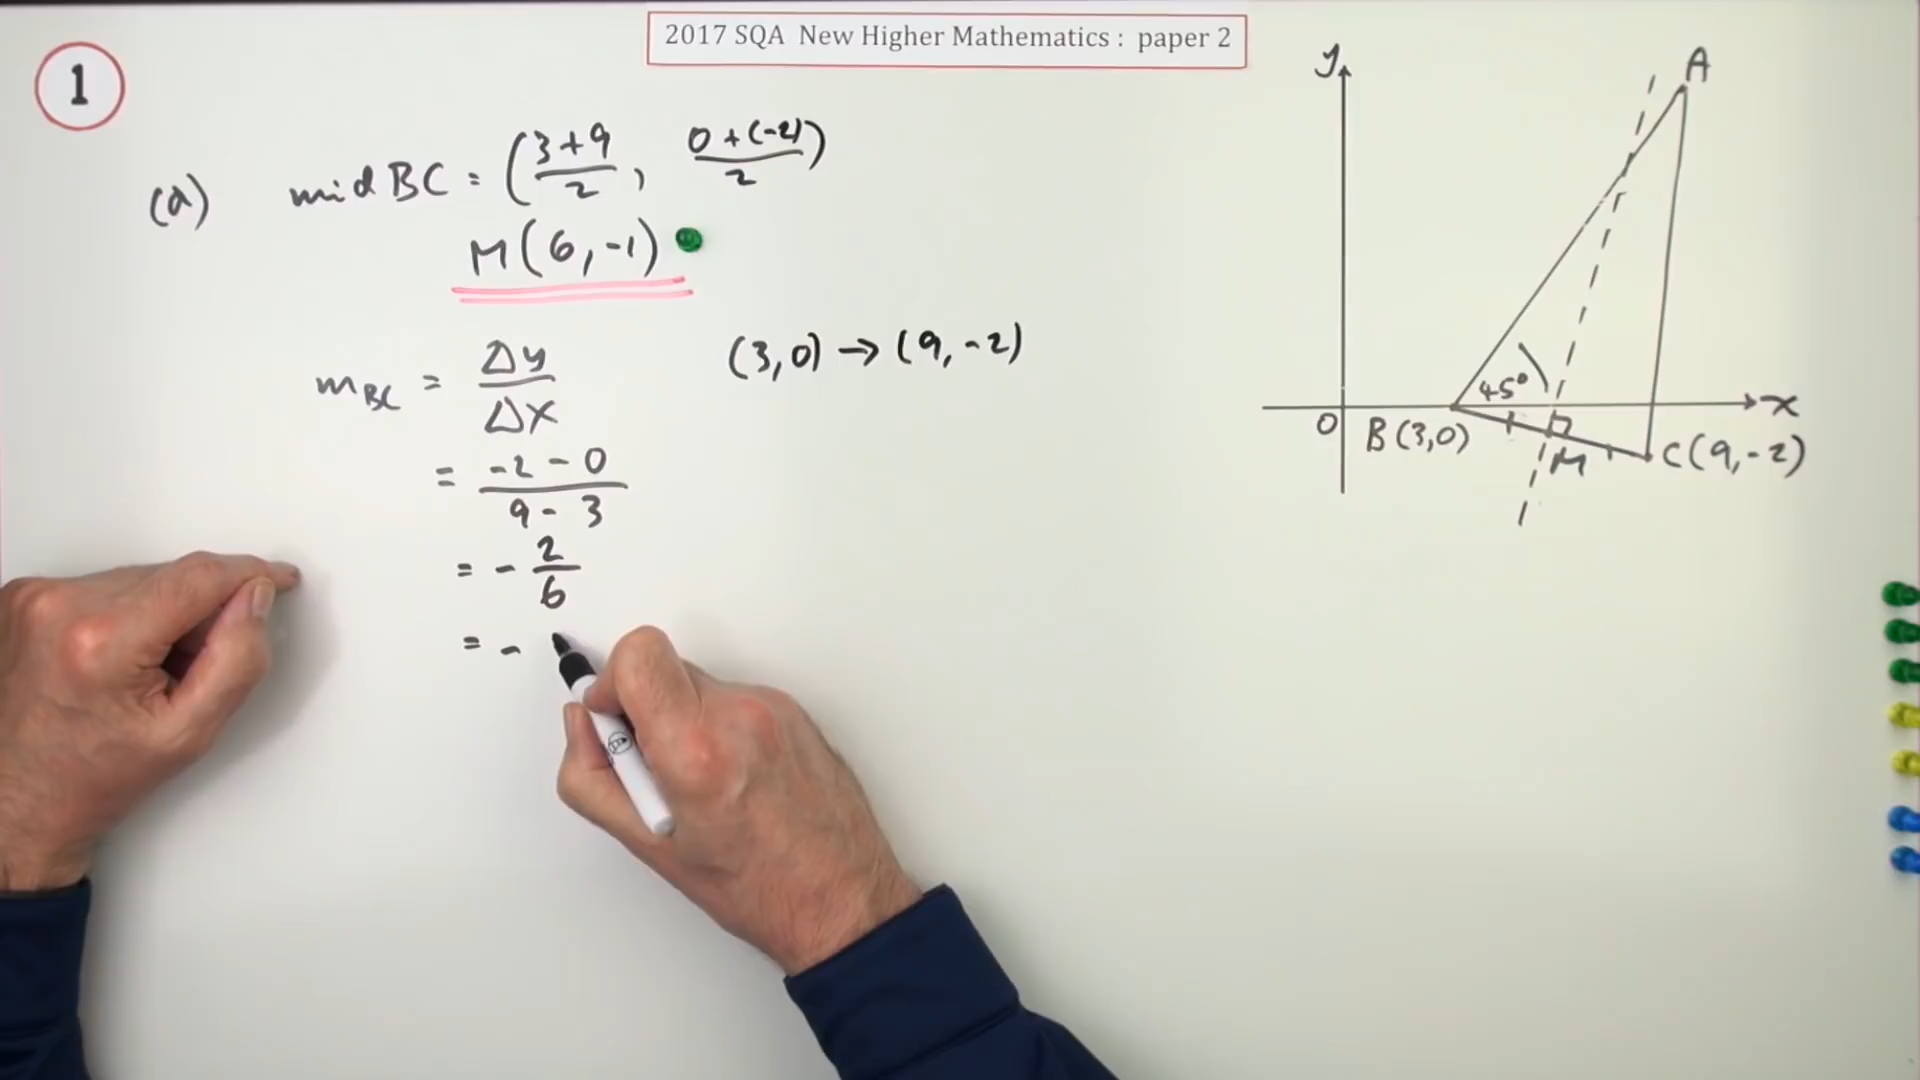 2017 SQA New Higher Mathematics : paper 2
1
(a) mid BC = (3+9/2, 0+(-2)/2)
M(6,-1)
mBC = Δy/Δx (3,0) → (9,-2)
= -2 - 0/9 - 3
= - 2/6
= -
y
A
45°
x
0
B(3,0)
M
C(9,-2)